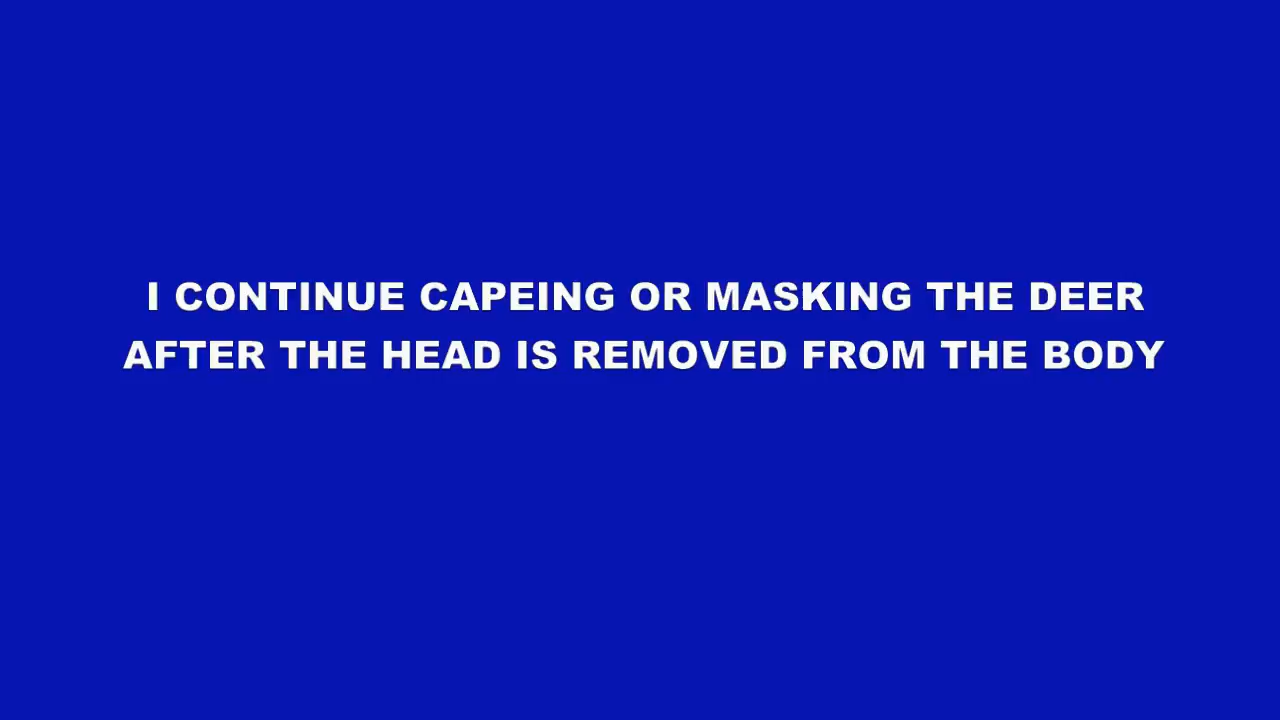 I CONTINUE CAPEING OR MASKING THE DEER
AFTER THE HEAD IS REMOVED FROM THE BODY